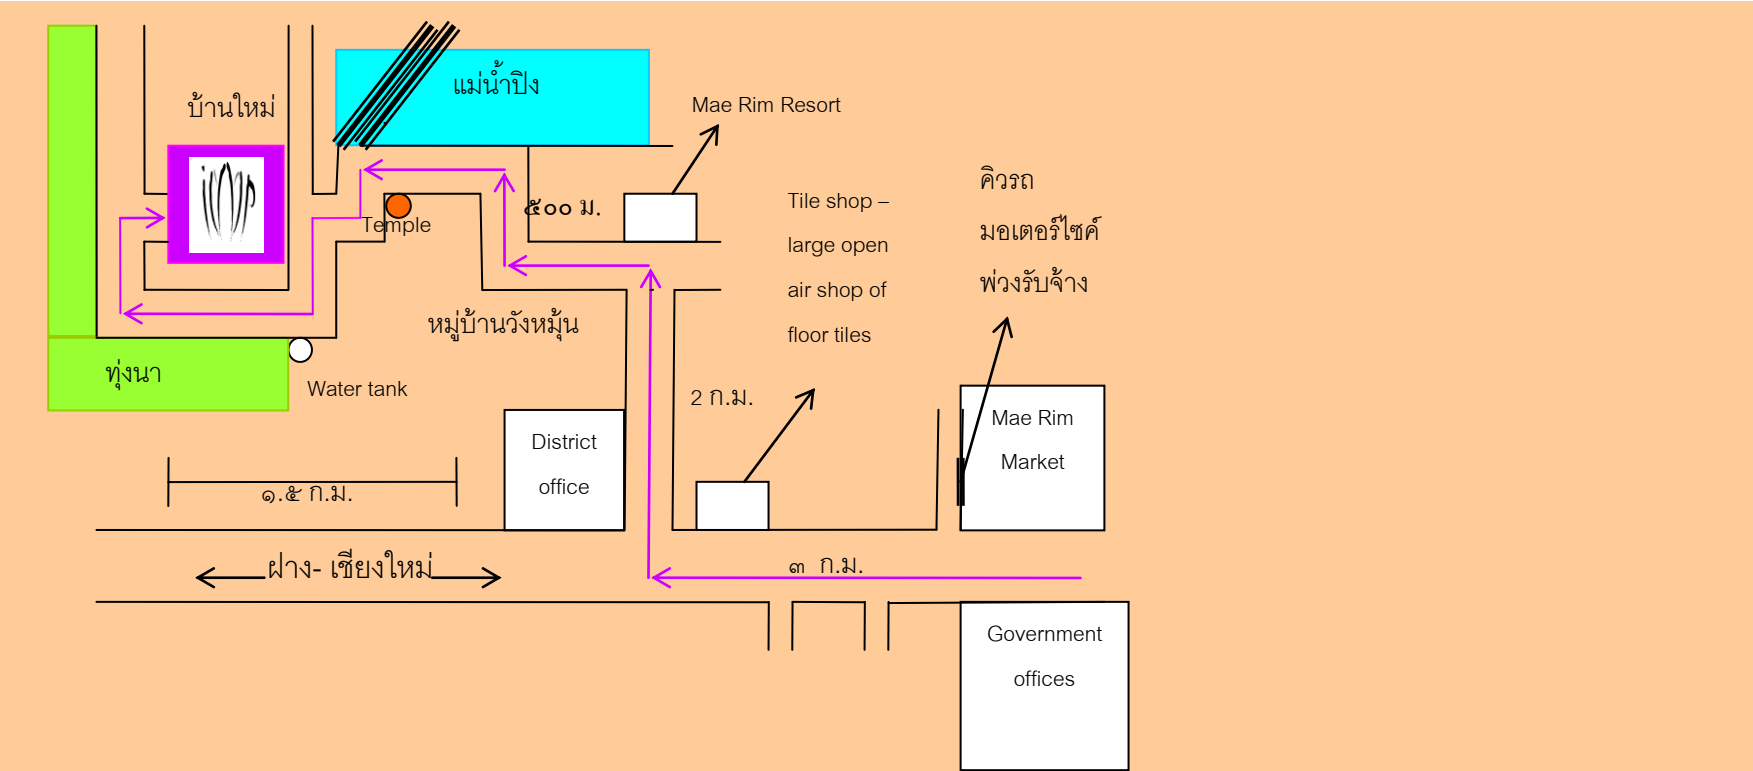 แม่น้ำปิง
บ้านใหม่
Mae Rim Resort
คิวรถ
มอเตอร์ไซค์
พ่วงรับจ้าง
Tile shop –
large open
air shop of
floor tiles
๕๐๐ ม.
Temple
หมู่บ้านวังหมุ้น
ทุ่งนา
Water tank
2 ก.ม.
Mae Rim
Market
District
office
๑.๕ ก.ม.
ฝาง- เชียงใหม่
๓ ก.ม.
Government
offices